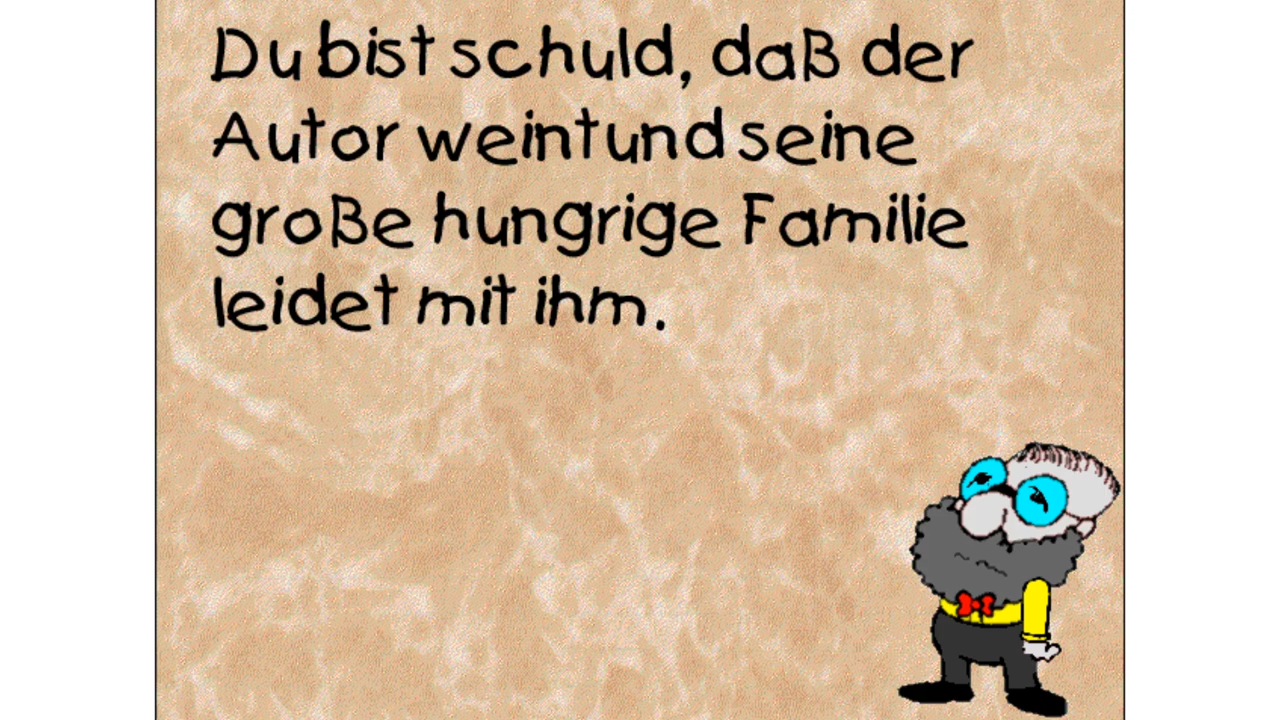 Du bist schuld, daß der
Autor weint und seine
große hungrige Familie
leidet mit ihm.